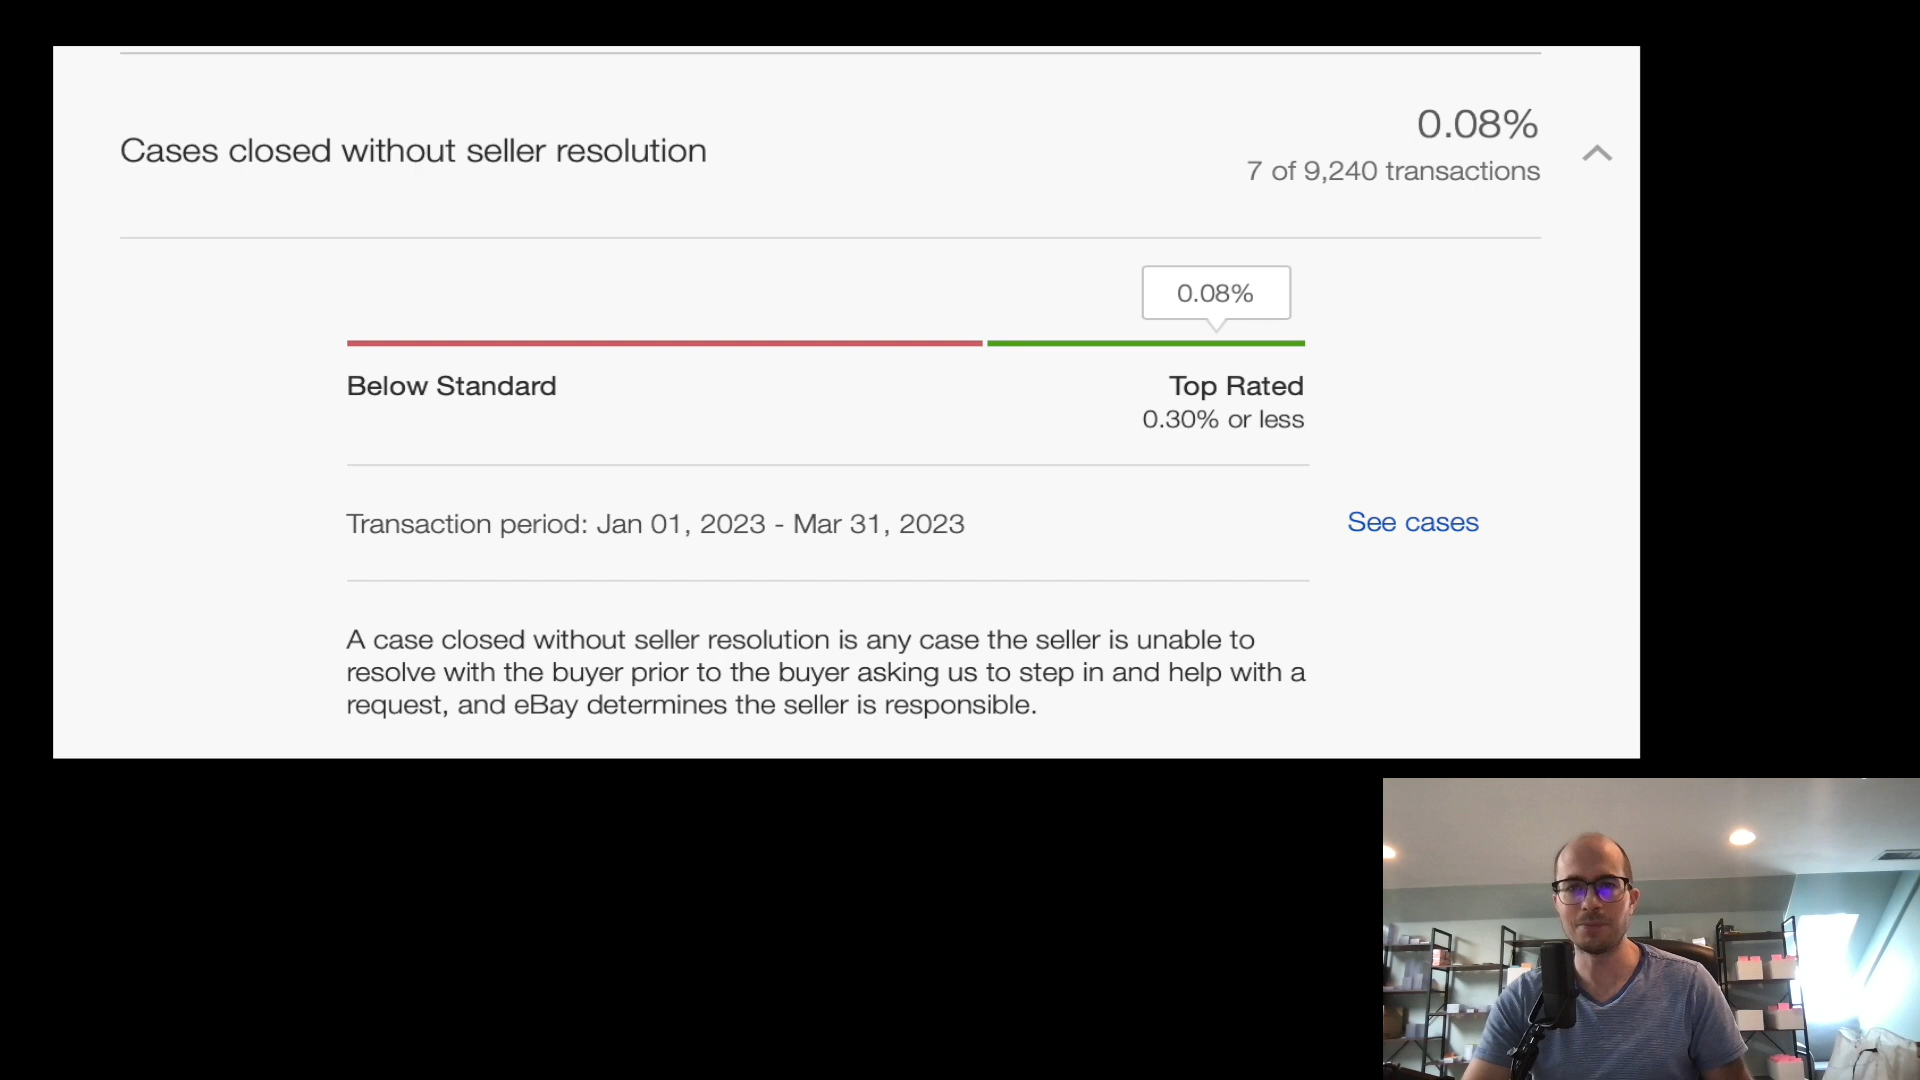 Cases closed without seller resolution
0.08%
7 of 9,240 transactions
0.08%
Below Standard
Top Rated
0.30% or less
Transaction period: Jan 01, 2023 - Mar 31, 2023
See cases
A case closed without seller resolution is any case the seller is unable to
resolve with the buyer prior to the buyer asking us to step in and help with a
request, and eBay determines the seller is responsible.